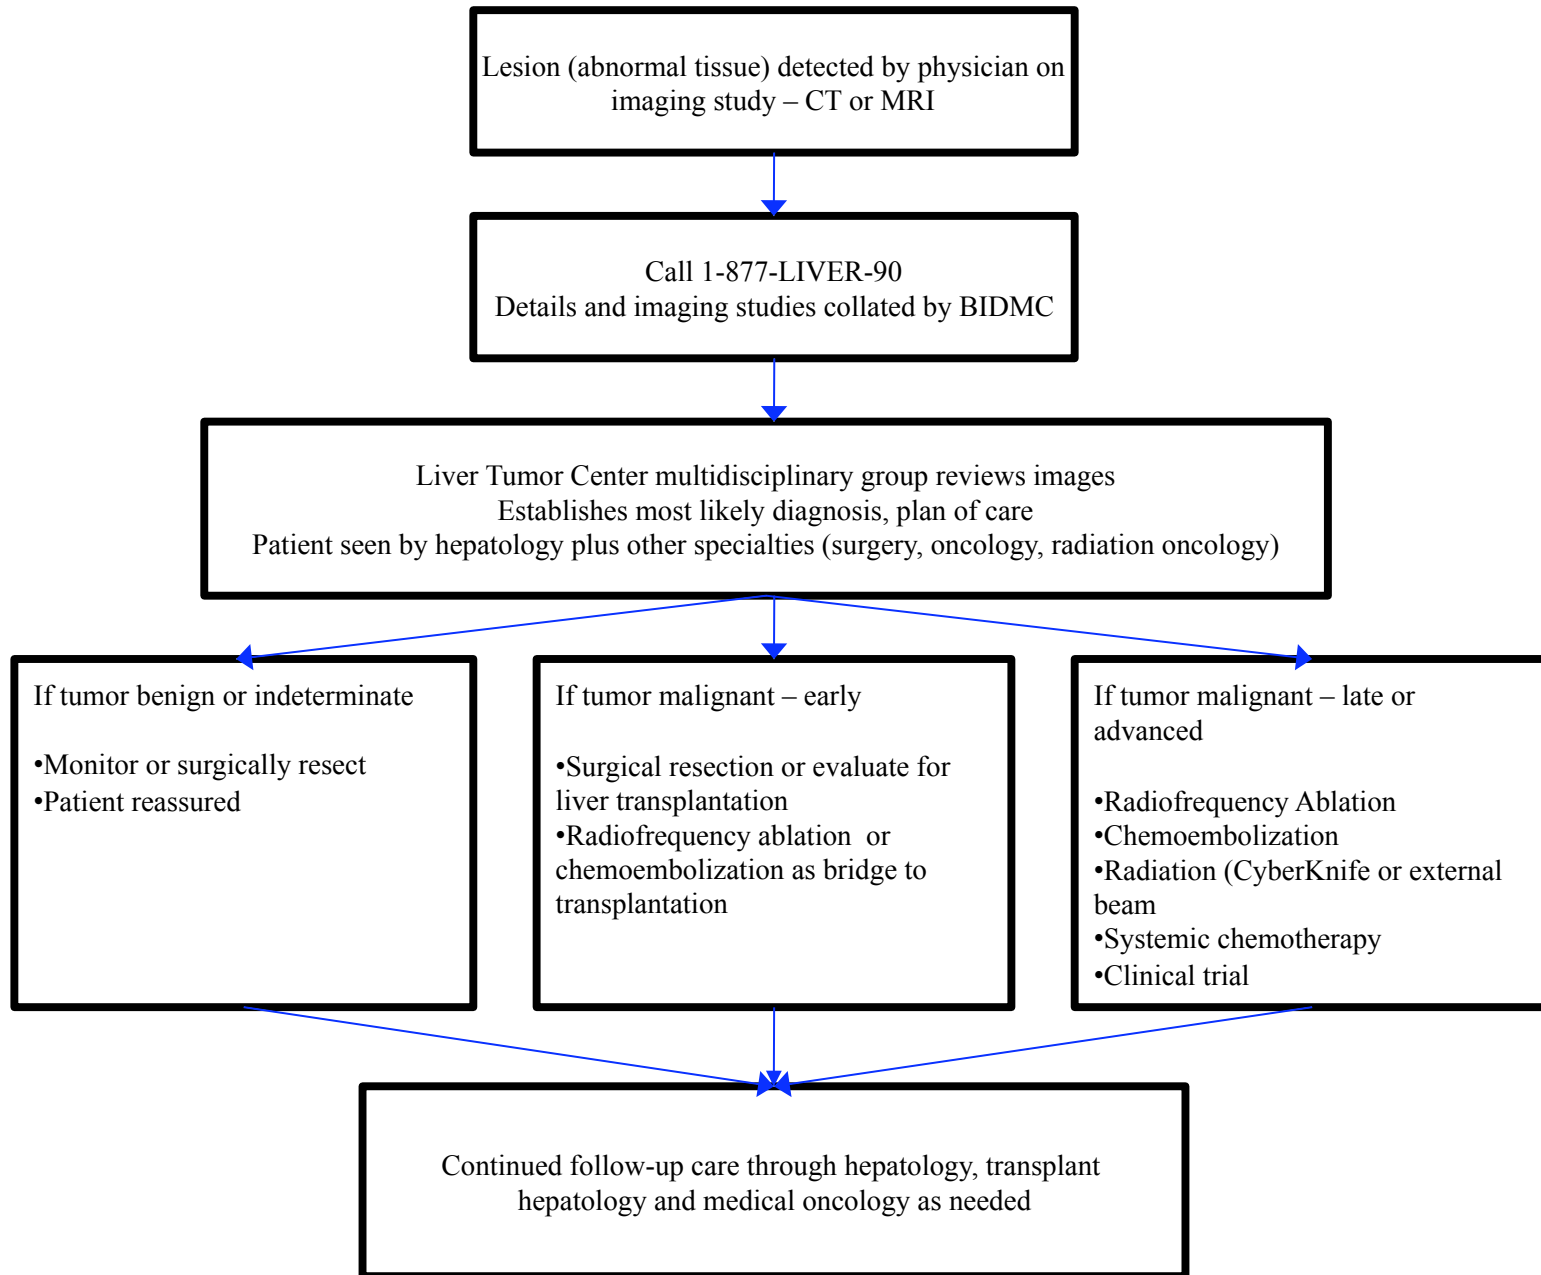 Lesion (abnormal tissue) detected by physician on
imaging study – CT or MRI
Call 1-877-LIVER-90
Details and imaging studies collated by BIDMC
Liver Tumor Center multidisciplinary group reviews images
Establishes most likely diagnosis, plan of care
Patient seen by hepatology plus other specialties (surgery, oncology, radiation oncology)
If tumor benign or indeterminate
•Monitor or surgically resect
•Patient reassured
If tumor malignant – early
•Surgical resection or evaluate for
liver transplantation
•Radiofrequency ablation  or
chemoembolization as bridge to
transplantation
If tumor malignant – late or
advanced
•Radiofrequency Ablation
•Chemoembolization
•Radiation (CyberKnife or external
beam
•Systemic chemotherapy
•Clinical trial
Continued follow-up care through hepatology, transplant
hepatology and medical oncology as needed